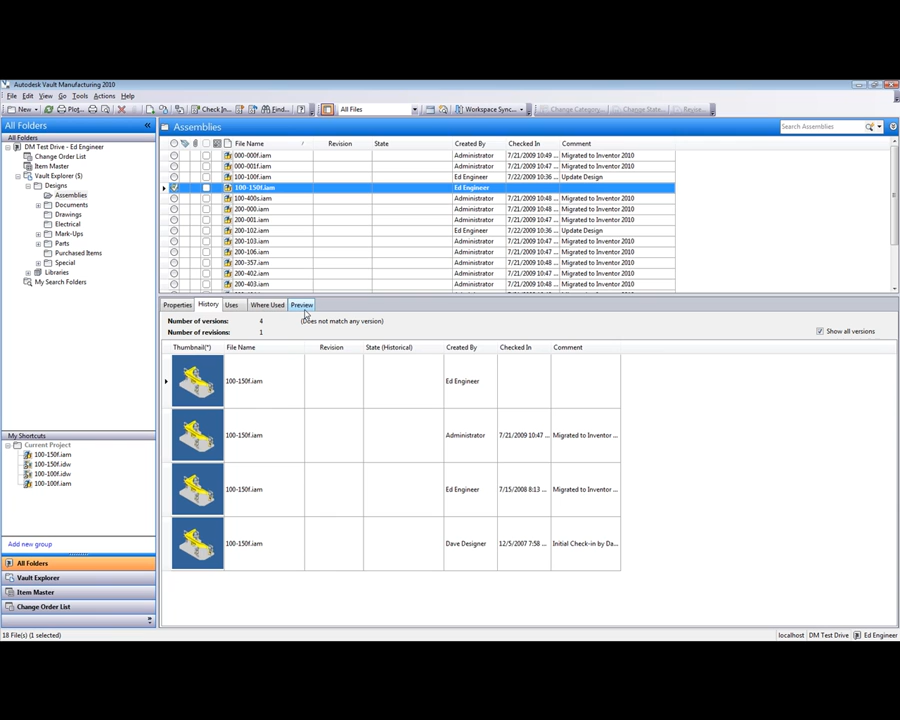 Autodesk Vault Manufacturing 2010
File Edit View Go Tools Actions Help
New Plot... Check In... Find... All Files Workspace Sync... Change Category... Change State... Revise...
All Folders
All Folders
DM Test Drive - Ed Engineer
Change Order List
Item Master
Vault Explorer ($)
Designs
Assemblies
Documents
Drawings
Electrical
Mark-Ups
Parts
Purchased Items
Special
Libraries
My Search Folders
My Shortcuts
Current Project
100-150f.iam
100-150f.idw
100-100f.idw
100-100f.iam
Add new group
All Folders
Vault Explorer
Item Master
Change Order List
Assemblies Search Assemblies
File Name Revision State Created By Checked In Comment
000-000f.iam Administrator 7/21/2009 10:49 ... Migrated to Inventor 2010
000-001f.iam Administrator 7/21/2009 10:47 ... Migrated to Inventor 2010
100-100f.iam Ed Engineer 7/22/2009 10:36 ... Update Design
100-150f.iam Ed Engineer
100-400s.iam Administrator 7/21/2009 10:48 ... Migrated to Inventor 2010
200-000.iam Administrator 7/21/2009 10:47 ... Migrated to Inventor 2010
200-001.iam Administrator 7/21/2009 10:47 ... Migrated to Inventor 2010
200-102.iam Ed Engineer 7/22/2009 10:36 ... Update Design
200-103.iam Administrator 7/21/2009 10:47 ... Migrated to Inventor 2010
200-106.iam Administrator 7/21/2009 10:48 ... Migrated to Inventor 2010
200-357.iam Administrator 7/21/2009 10:48 ... Migrated to Inventor 2010
200-402.iam Administrator 7/21/2009 10:47 ... Migrated to Inventor 2010
200-403.iam Administrator 7/21/2009 10:48 ... Migrated to Inventor 2010
Properties History Uses Where Used Preview
Number of versions: 4 (Does not match any version)
Number of revisions: 1
Show all versions
Thumbnail(*) File Name Revision State (Historical) Created By Checked In Comment
100-150f.iam Ed Engineer
100-150f.iam Administrator 7/21/2009 10:47 ... Migrated to Inventor ...
100-150f.iam Ed Engineer 7/15/2008 8:13 ... Migrated to Inventor ...
100-150f.iam Dave Designer 12/5/2007 7:58 ... Initial Check-in by Da...
18 File(s) (1 selected) localhost DM Test Drive Ed Engineer